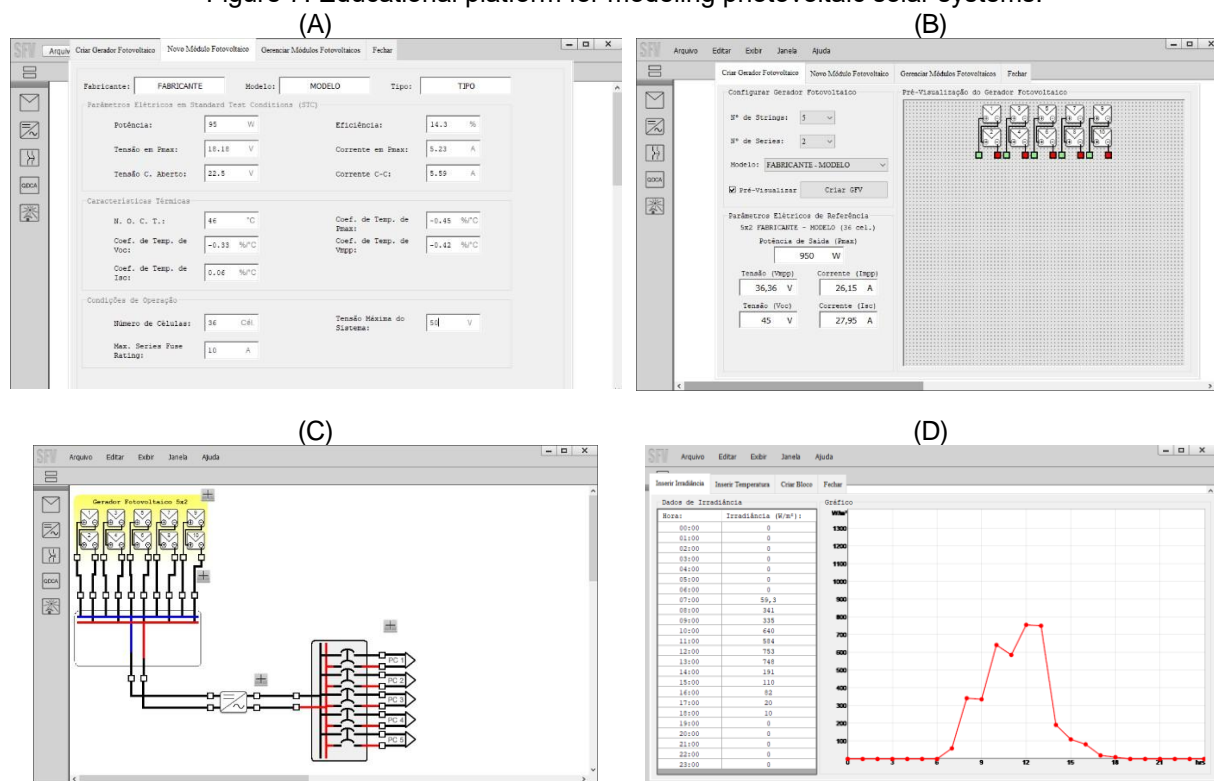 Figure 7. Educational platform for modeling photovoltaic solar systems.
(A)
SFV Arquiv Criar Gerador Fotovoltaico Novo Módulo Fotovoltaico Gerenciar Módulos Fotovoltaicos Fechar
Fabricante: FABRICANTE Modelo: MODELO Tipo: TIPO
Parâmetros Elétricos em Standard Test Conditions (STC)
Potência: 95 W Eficiência: 14.3 %
Tensão em Pmax: 18.18 V Corrente em Pmax: 5.23 A
Tensão C. Aberto: 22.5 V Corrente C-C: 5.59 A
Características Térmicas
N. O. C. T.: 46 °C Coef. de Temp. de Pmax: -0.45 %/°C
Coef. de Temp. de Voc: -0.33 %/°C Coef. de Temp. de Vmpp: -0.42 %/°C
Coef. de Temp. de Isc: 0.06 %/°C
Condições de Operação
Número de Células: 36 Cél. Tensão Máxima do Sistema: 50 V
Max. Series Fuse Rating: 10 A
GDCA
(B)
SFV Arquivo Editar Exibir Janela Ajuda
Criar Gerador Fotovoltaico Novo Módulo Fotovoltaico Gerenciar Módulos Fotovoltaicos Fechar
Configurar Gerador Fotovoltaico
Nº de Strings: 5
Nº de Series: 2
Modelo: FABRICANTE - MODELO
Pré-Visualizar Criar GFV
Parâmetros Elétricos de Referência
5x2 FABRICANTE - MODELO (36 cel.)
Potência de Saída (Pmax)
950 W
Tensão (Vmpp) Corrente (Impp)
36,36 V 26,15 A
Tensão (Voc) Corrente (Isc)
45 V 27,95 A
Pré-Visualização do Gerador Fotovoltaico
GDCA
(C)
SFV Arquivo Editar Exibir Janela Ajuda
Gerador Fotovoltaico 5x2
GDCA
PC 1
PC 2
PC 3
PC 4
PC 5
(D)
SFV Arquivo Editar Exibir Janela Ajuda
Inserir Irradiância Inserir Temperatura Criar Bloco Fechar
Dados de Irradiância
Hora: Irradiância (W/m²):
00:00 0
01:00 0
02:00 0
03:00 0
04:00 0
05:00 0
06:00 0
07:00 59,3
08:00 341
09:00 335
10:00 640
11:00 584
12:00 753
13:00 748
14:00 191
15:00 110
16:00 82
17:00 20
18:00 10
19:00 0
20:00 0
21:00 0
22:00 0
23:00 0
Gráfico
W/m²
1300
1200
1100
1000
900
800
700
600
500
400
300
200
100
0 3 6 9 12 15 18 21 hrs
GDCA